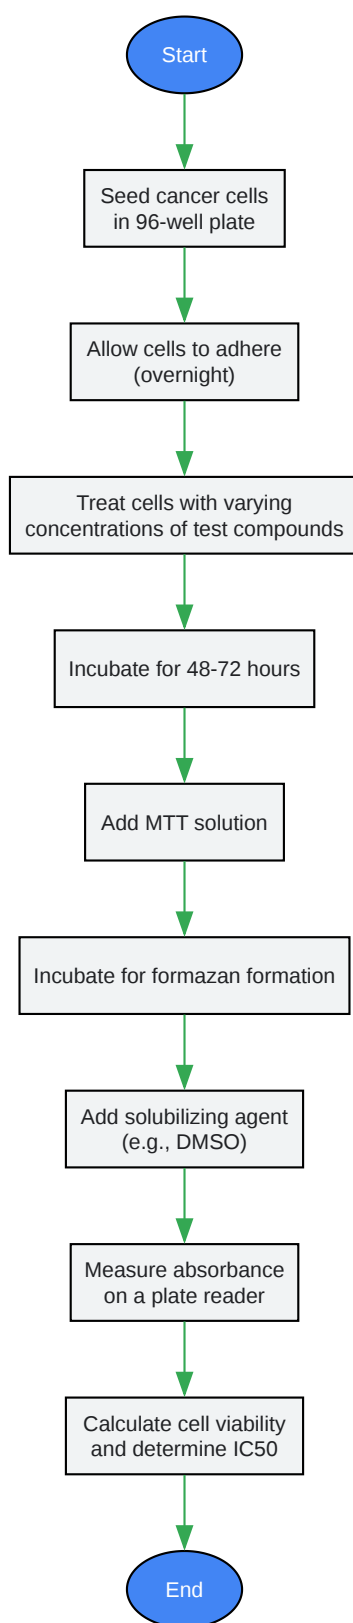 Start
Seed cancer cells
in 96-well plate
Allow cells to adhere
(overnight)
Treat cells with varying
concentrations of test compounds
Incubate for 48-72 hours
Add MTT solution
Incubate for formazan formation
Add solubilizing agent
(e.g., DMSO)
Measure absorbance
on a plate reader
Calculate cell viability
and determine IC50
End